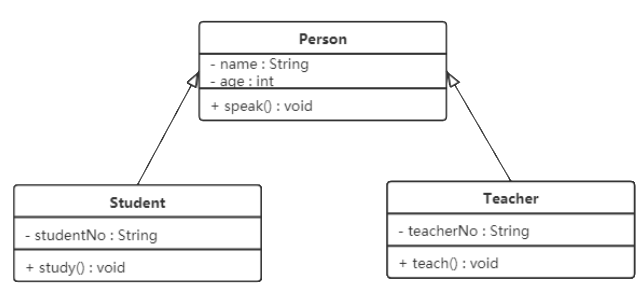 Person
- name : String
- age : int
+ speak() : void
Student
- studentNo : String
+ study() : void
Teacher
- teacherNo : String
+ teach() : void